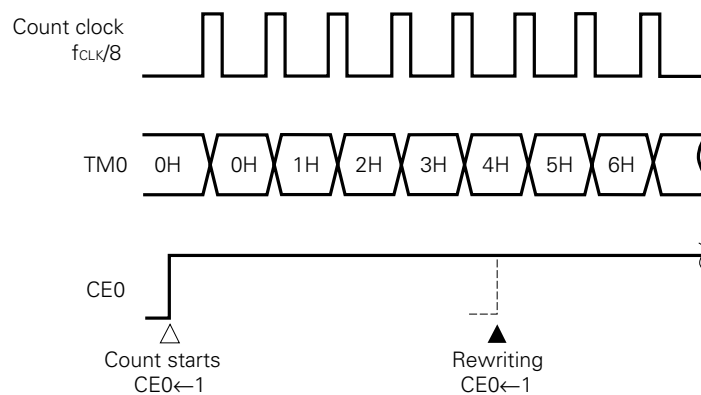 Count clock
fCLK/8
TM0 0H 0H 1H 2H 3H 4H 5H 6H
CE0
Count starts
CE0←1
Rewriting
CE0←1